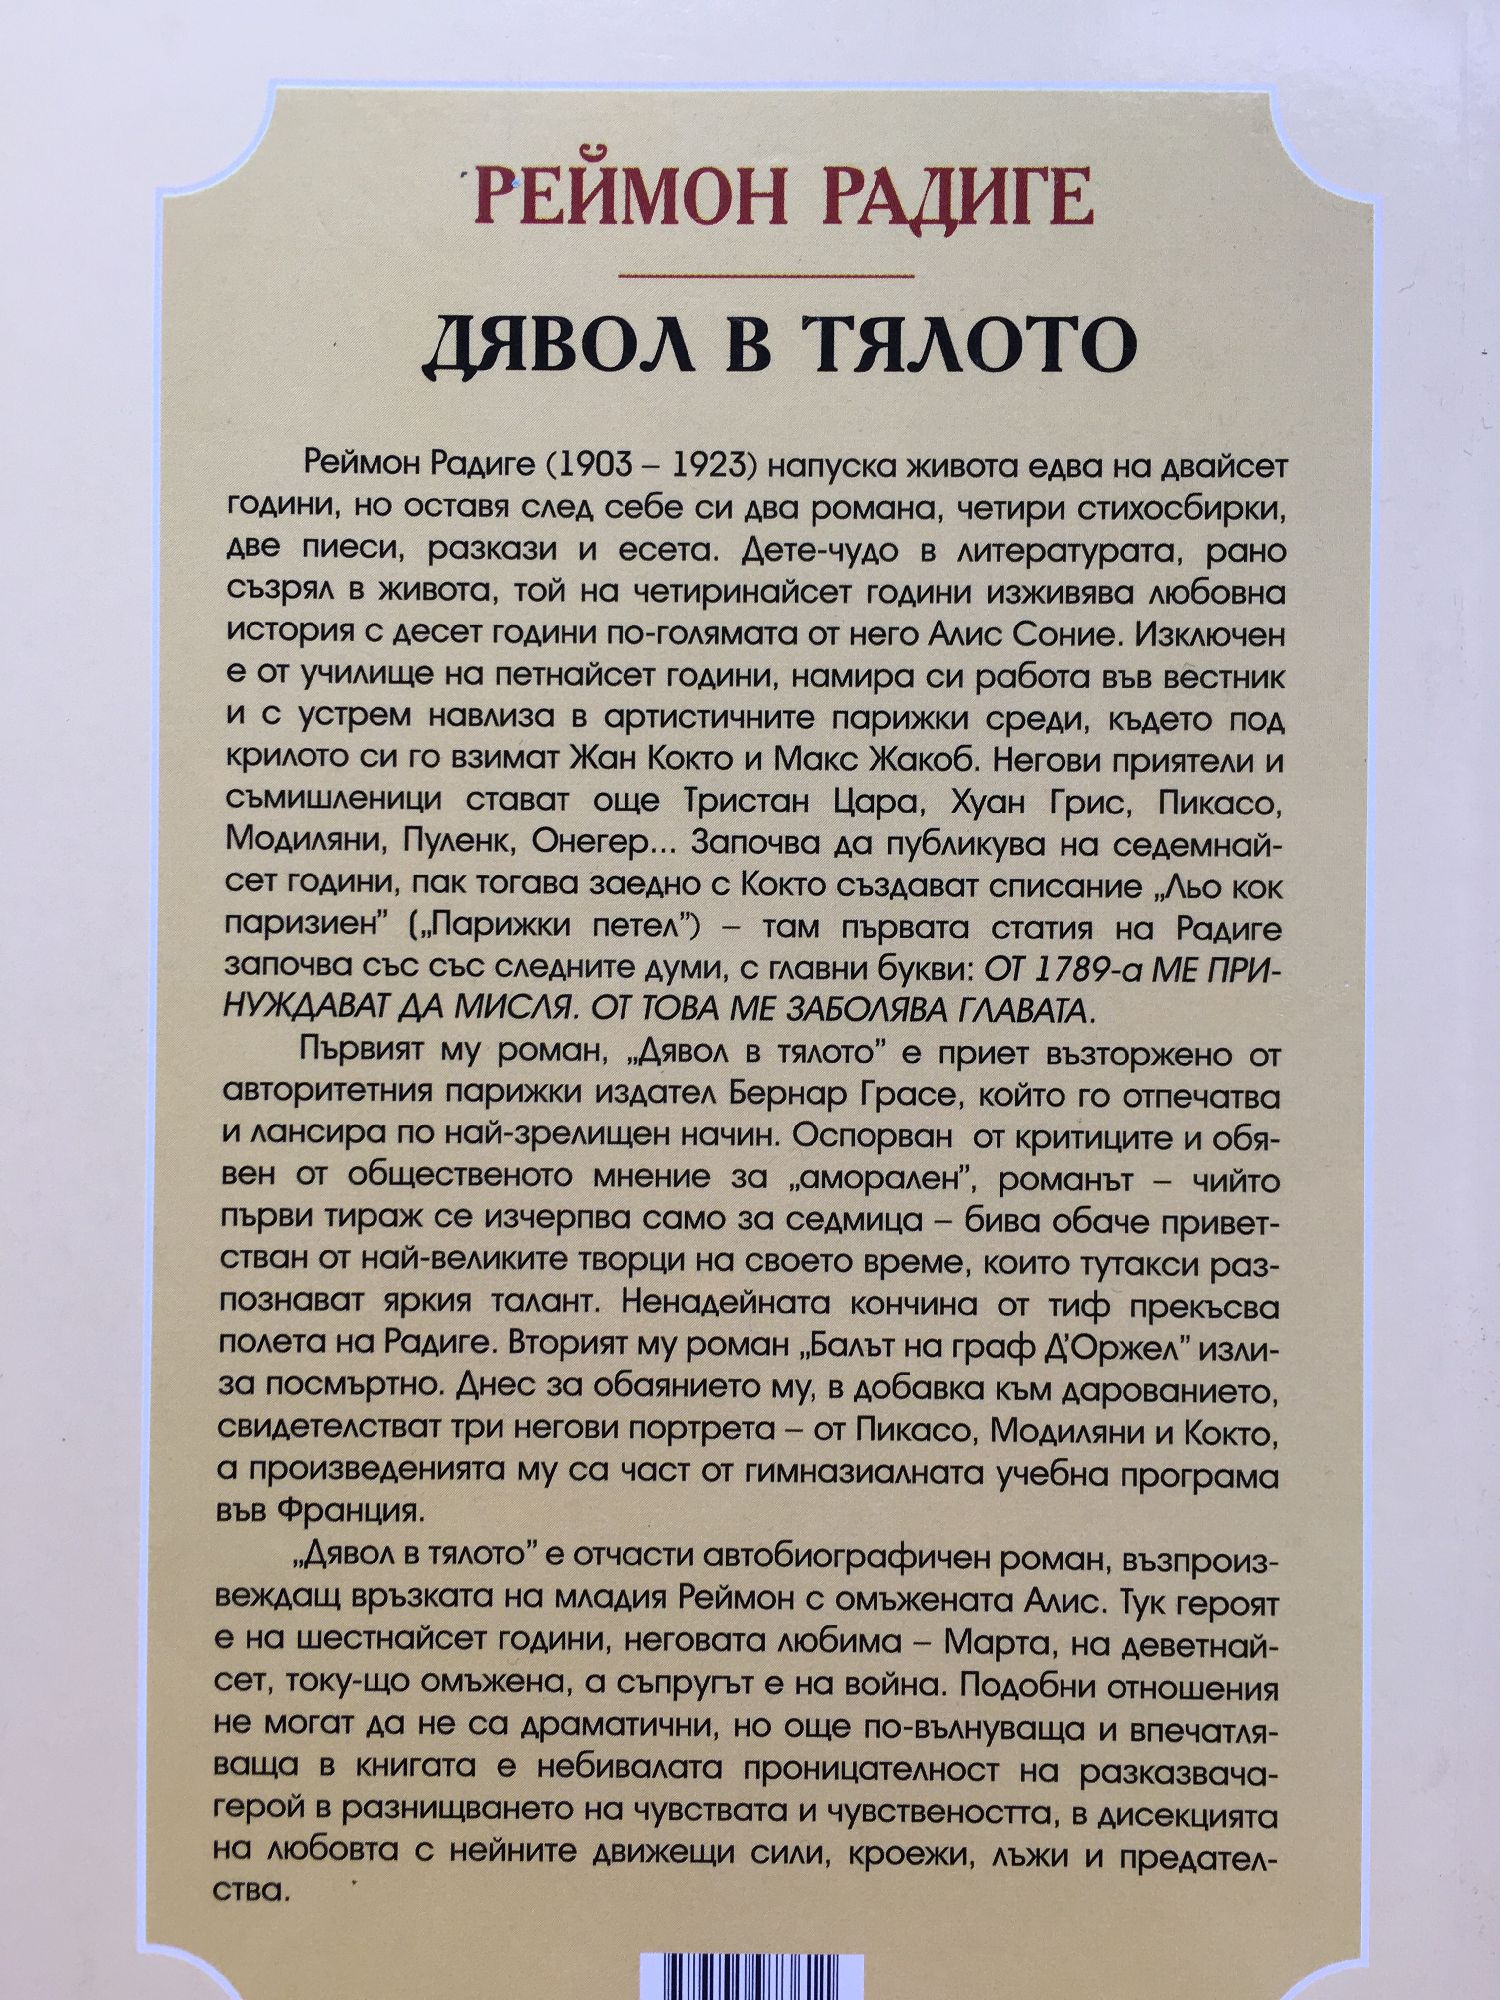 РЕЙМОН РАДИГЕ
ДЯВОЛ В ТЯЛОТО
Реймон Радиге (1903 – 1923) напуска живота едва на двайсет
години, но оставя след себе си два романа, четири стихосбирки,
две пиеси, разкази и есета. Дете-чудо в литературата, рано
съзрял в живота, той на четиринайсет години изживява любовна
история с десет години по-голямата от него Алис Соние. Изключен
е от училище на петнайсет години, намира си работа във вестник
и с устрем навлиза в артистичните парижки среди, където под
крилото си го взимат Жан Кокто и Макс Жакоб. Негови приятели и
съмишленици стават още Тристан Цара, Хуан Грис, Пикасо,
Модиляни, Пуленк, Онегер... Започва да публикува на седемнай-
сет години, пак тогава заедно с Кокто създават списание „Льо кок
паризиен” („Парижки петел”) – там първата статия на Радиге
започва със със следните думи, с главни букви: ОТ 1789-а МЕ ПРИ-
НУЖДАВАТ ДА МИСЛЯ. ОТ ТОВА МЕ ЗАБОЛЯВА ГЛАВАТА.
Първият му роман, „Дявол в тялото” е приет възторжено от
авторитетния парижки издател Бернар Грасе, който го отпечатва
и лансира по най-зрелищен начин. Оспорван от критиците и обя-
вен от общественото мнение за „аморален”, романът – чийто
първи тираж се изчерпва само за седмица – бива обаче привет-
стван от най-великите творци на своето време, които тутакси раз-
познават яркия талант. Ненадейната кончина от тиф прекъсва
полета на Радиге. Вторият му роман „Балът на граф Д’Оржел” изли-
за посмъртно. Днес за обаянието му, в добавка към дарованието,
свидетелстват три негови портрета – от Пикасо, Модиляни и Кокто,
а произведенията му са част от гимназиалната учебна програма
във Франция.
„Дявол в тялото” е отчасти автобиографичен роман, възпроиз-
веждащ връзката на младия Реймон с омъжената Алис. Тук героят
е на шестнайсет години, неговата любима – Марта, на деветнай-
сет, току-що омъжена, а съпругът е на война. Подобни отношения
не могат да не са драматични, но още по-вълнуваща и впечатля-
ваща в книгата е небивалата проницателност на разказвача-
герой в разнищването на чувствата и чувствеността, в дисекцията
на любовта с нейните движещи сили, кроежи, лъжи и предател-
ства.